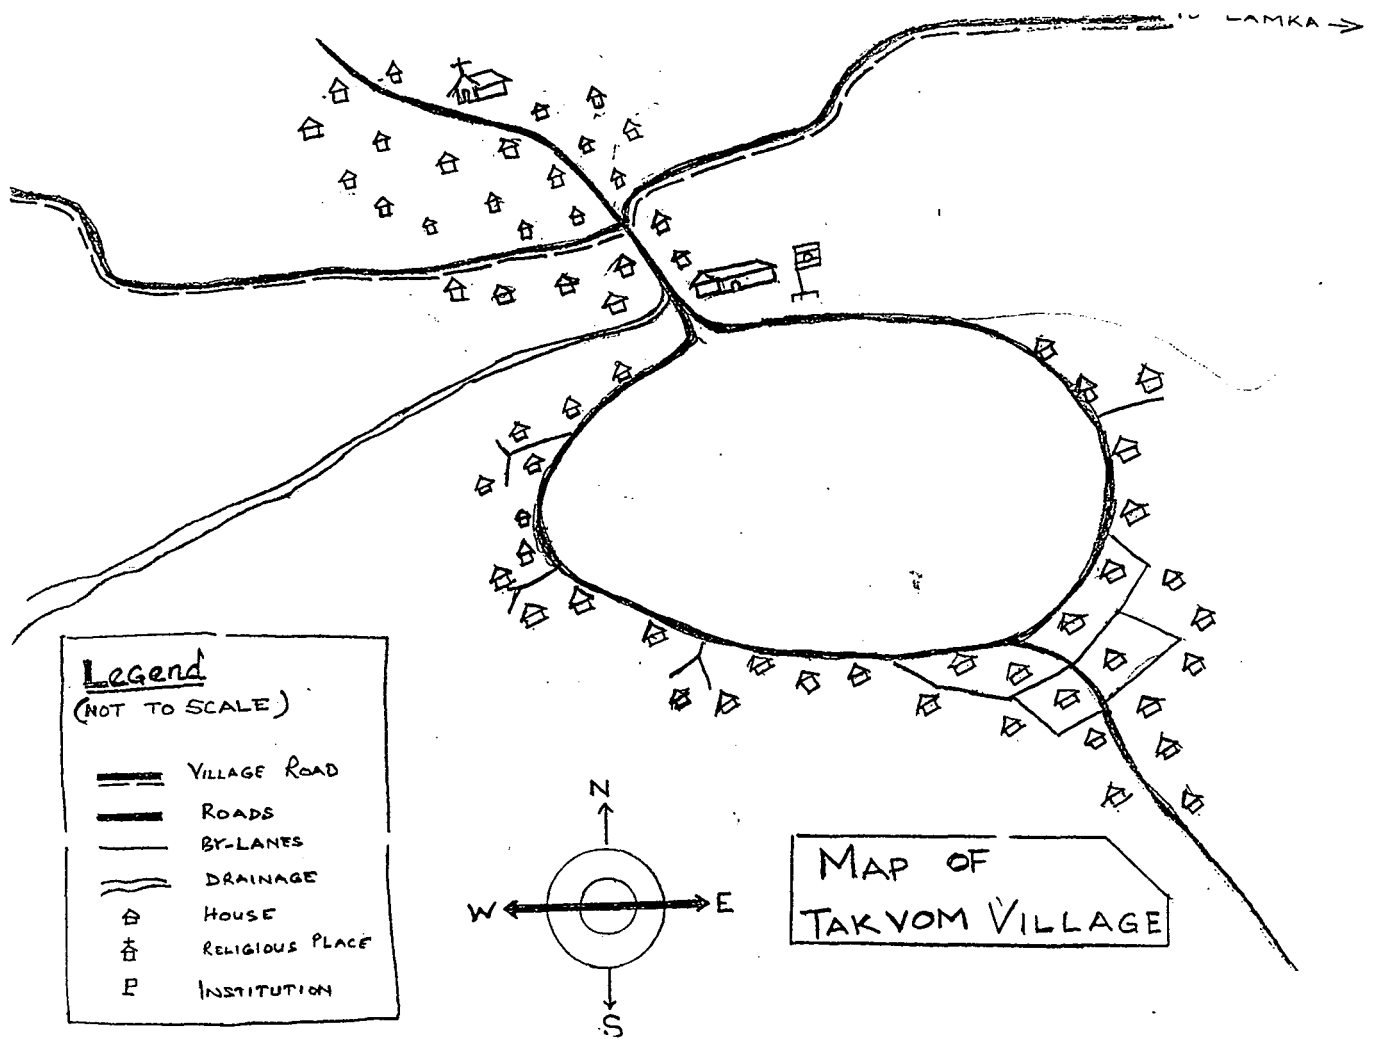 TO LAMKA
Legend
(NOT TO SCALE)
VILLAGE ROAD
ROADS
BY-LANES
DRAINAGE
HOUSE
RELIGIOUS PLACE
INSTITUTION
N
W
E
S
MAP OF
TAKVOM VILLAGE